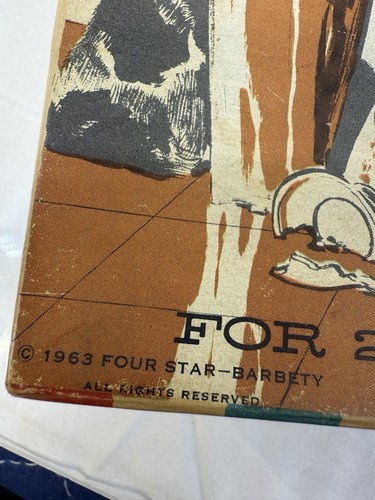 FOR 2
© 1963 FOUR STAR-BARBETY
ALL RIGHTS RESERVED